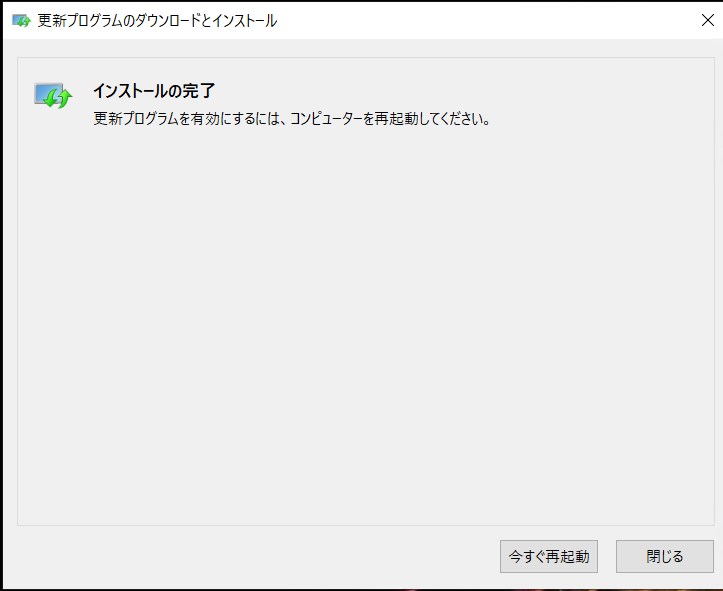 更新プログラムのダウンロードとインストール
インストールの完了
更新プログラムを有効にするには、コンピューターを再起動してください。
今すぐ再起動
閉じる